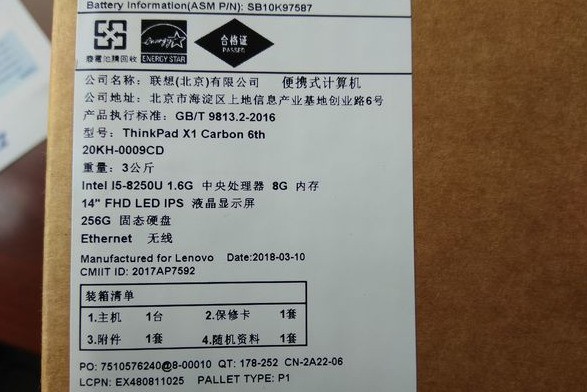 Battery Information(ASM P/N): SB10K97587
廢電池請回收
ENERGY STAR
合格证
PASSED
公司名称: 联想(北京)有限公司 便携式计算机
公司地址: 北京市海淀区上地信息产业基地创业路6号
产品执行标准: GB/T 9813.2-2016
型号: ThinkPad X1 Carbon 6th
20KH-0009CD
重量: 3公斤
Intel I5-8250U 1.6G 中央处理器 8G 内存
14" FHD LED IPS 液晶显示屏
256G 固态硬盘
Ethernet 无线
Manufactured for Lenovo Date:2018-03-10
CMIIT ID: 2017AP7592
装箱清单
1.主机 1台 2.保修卡 1套
3.附件 1套 4.随机资料 1套
PO: 7510576240@8-00010 QT: 178-252 CN-2A22-06
LCPN: EX480811025 PALLET TYPE: P1